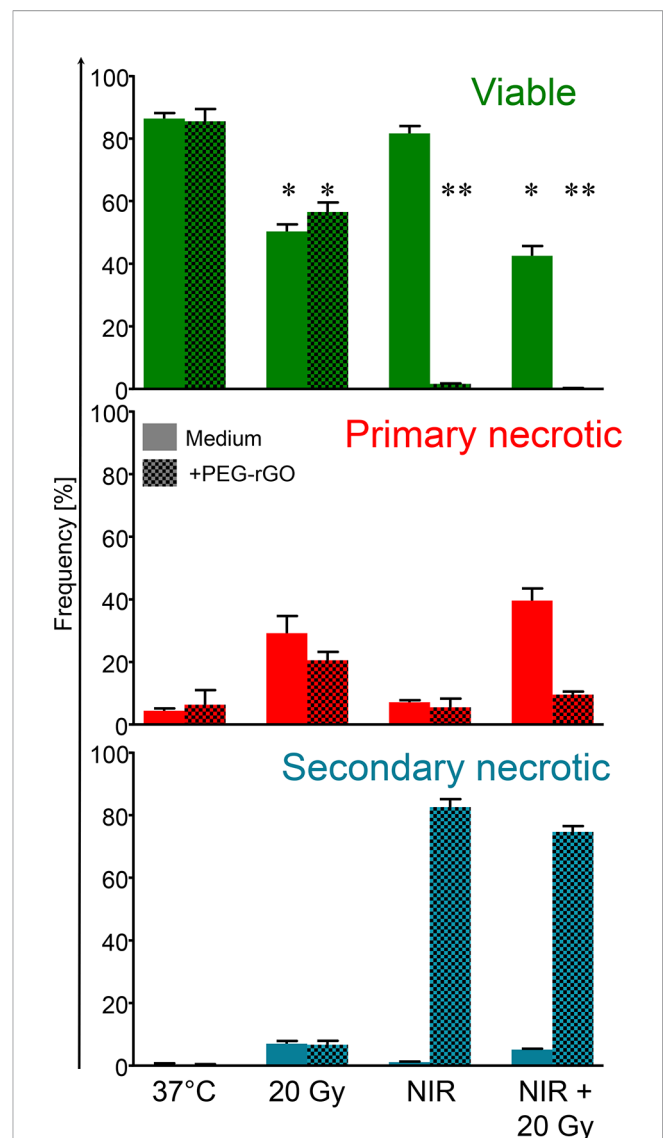 100
Viable
80
60
* * ** * **
40
20
0
100
Primary necrotic
Medium
80
+PEG-rGO
60
Frequency [%]
40
20
0
100
Secondary necrotic
80
60
40
20
0
37°C 20 Gy NIR NIR +
20 Gy